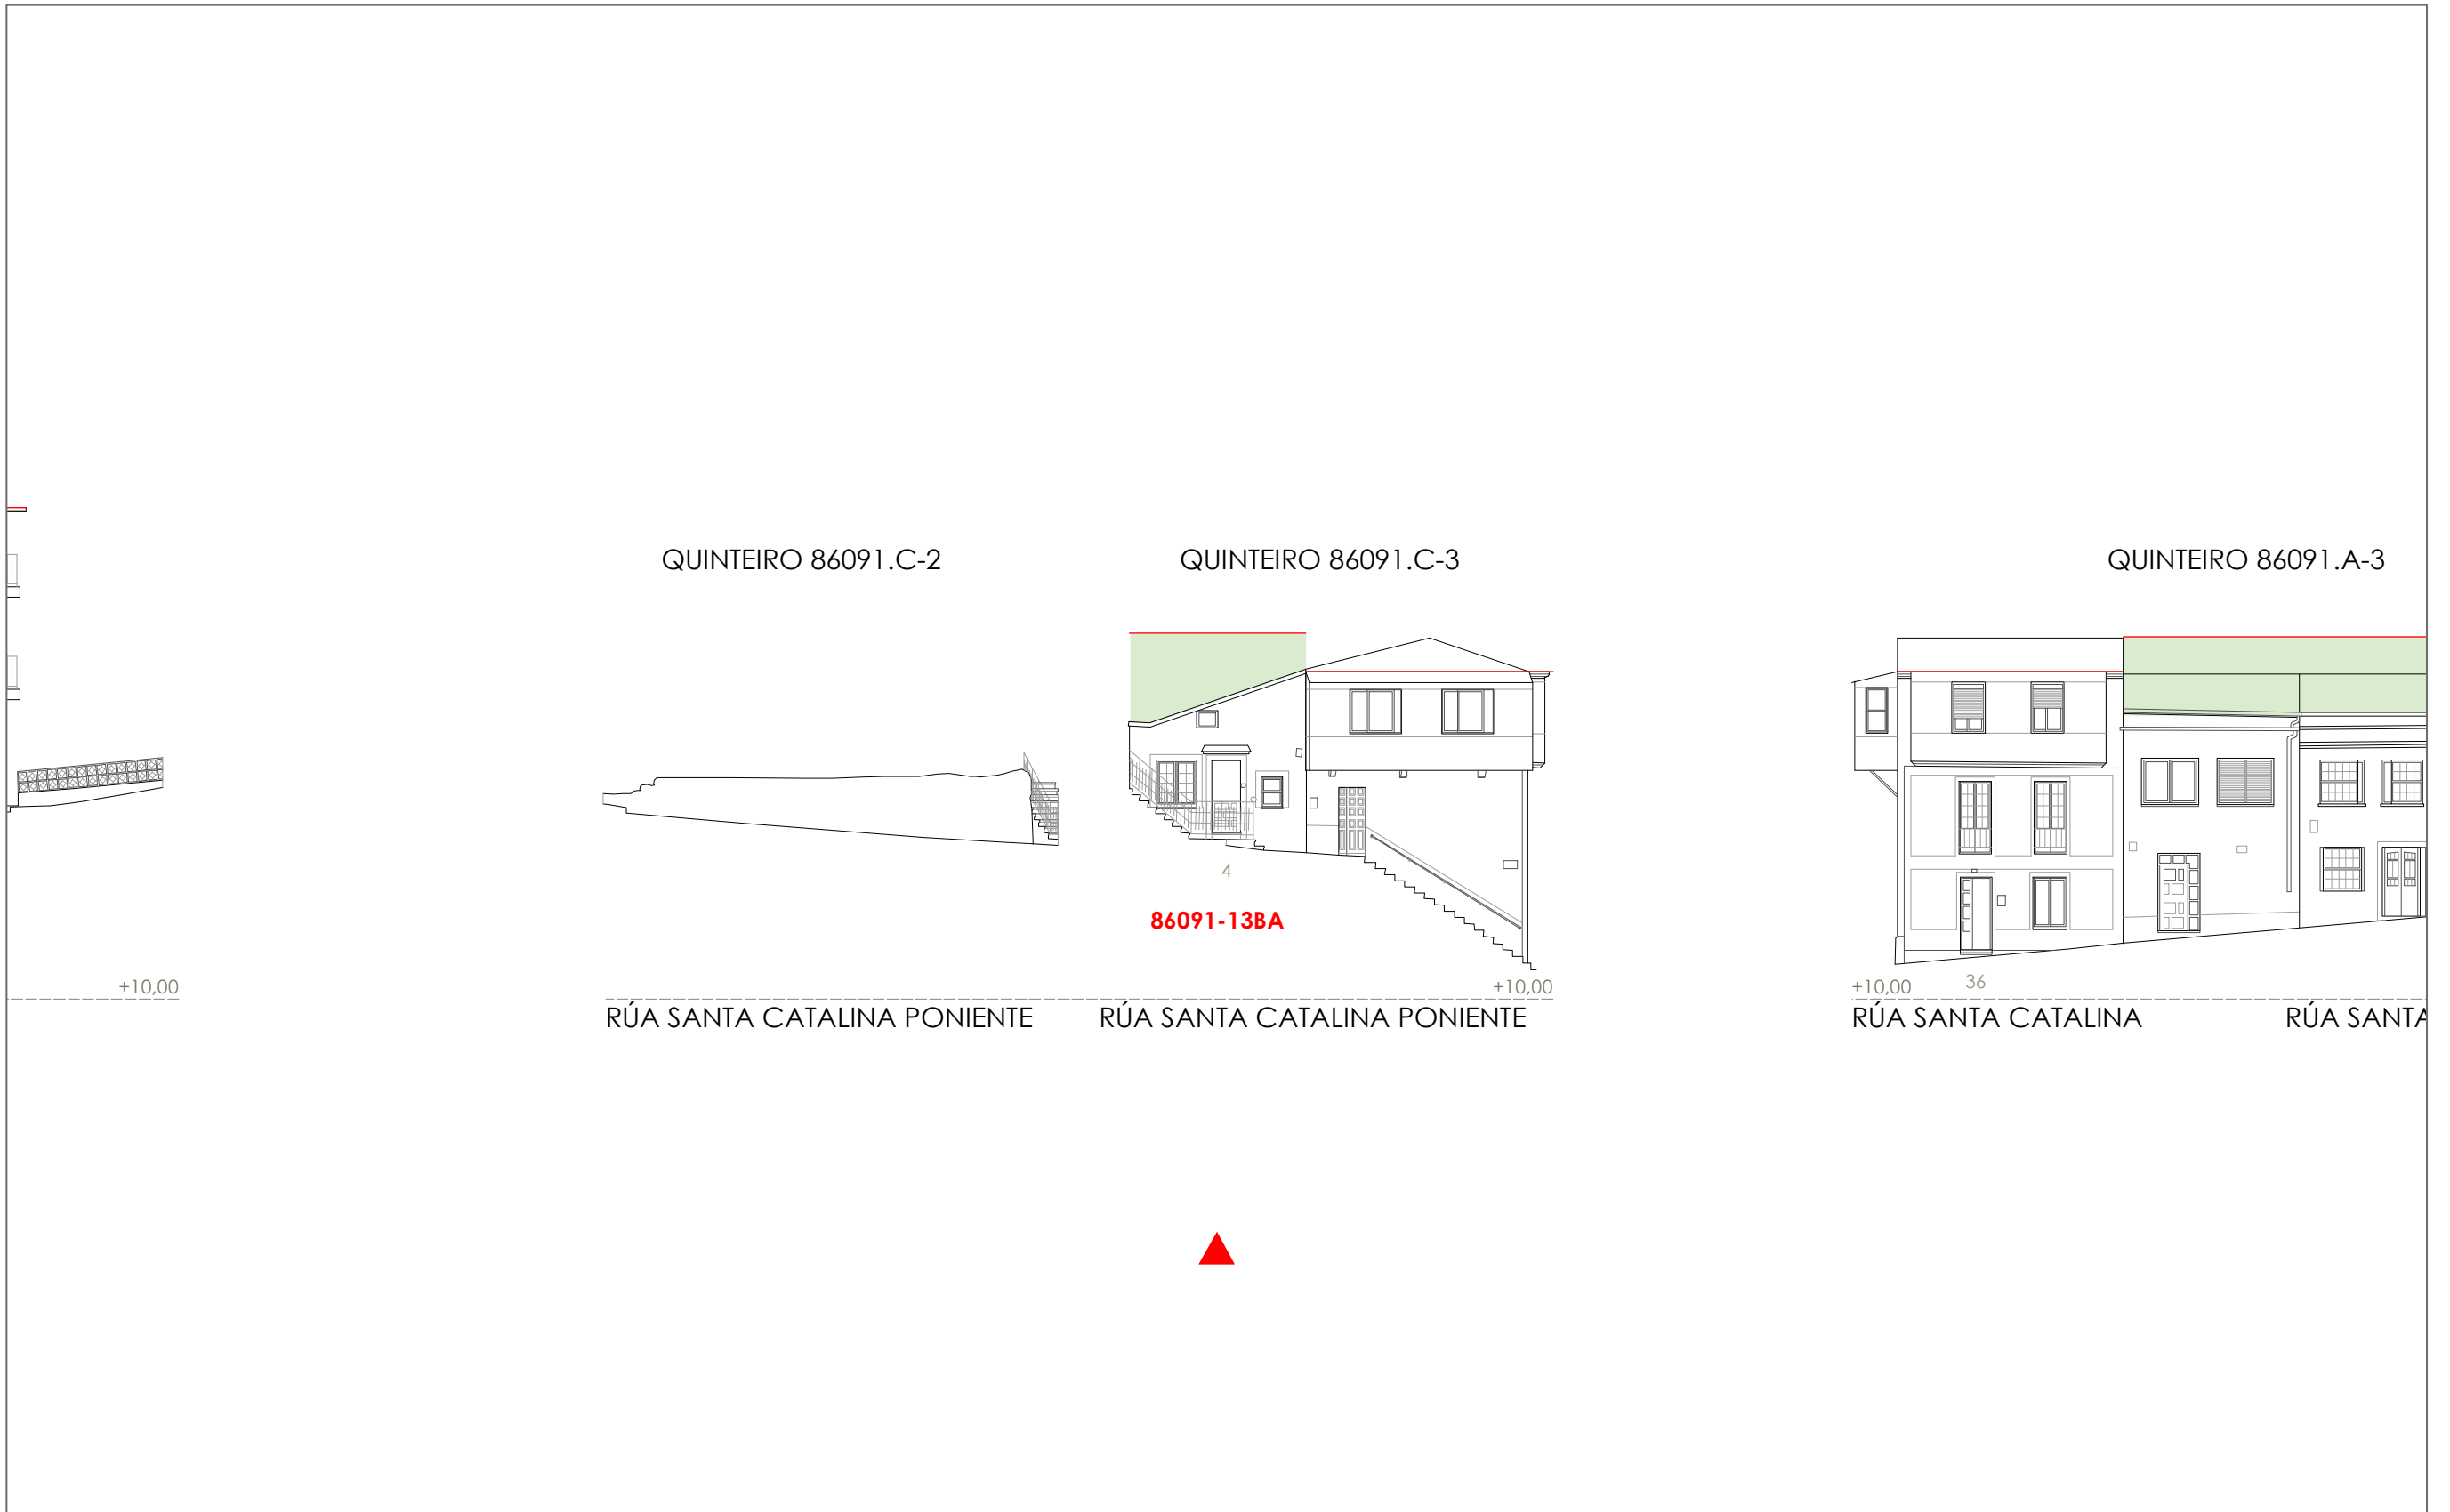 QUINTEIRO 86091.C-2
QUINTEIRO 86091.C-3
QUINTEIRO 86091.A-3
4
86091-13BA
36
+10,00
+10,00
+10,00
RÚA SANTA CATALINA PONIENTE
RÚA SANTA CATALINA PONIENTE
RÚA SANTA CATALINA
RÚA SANTA